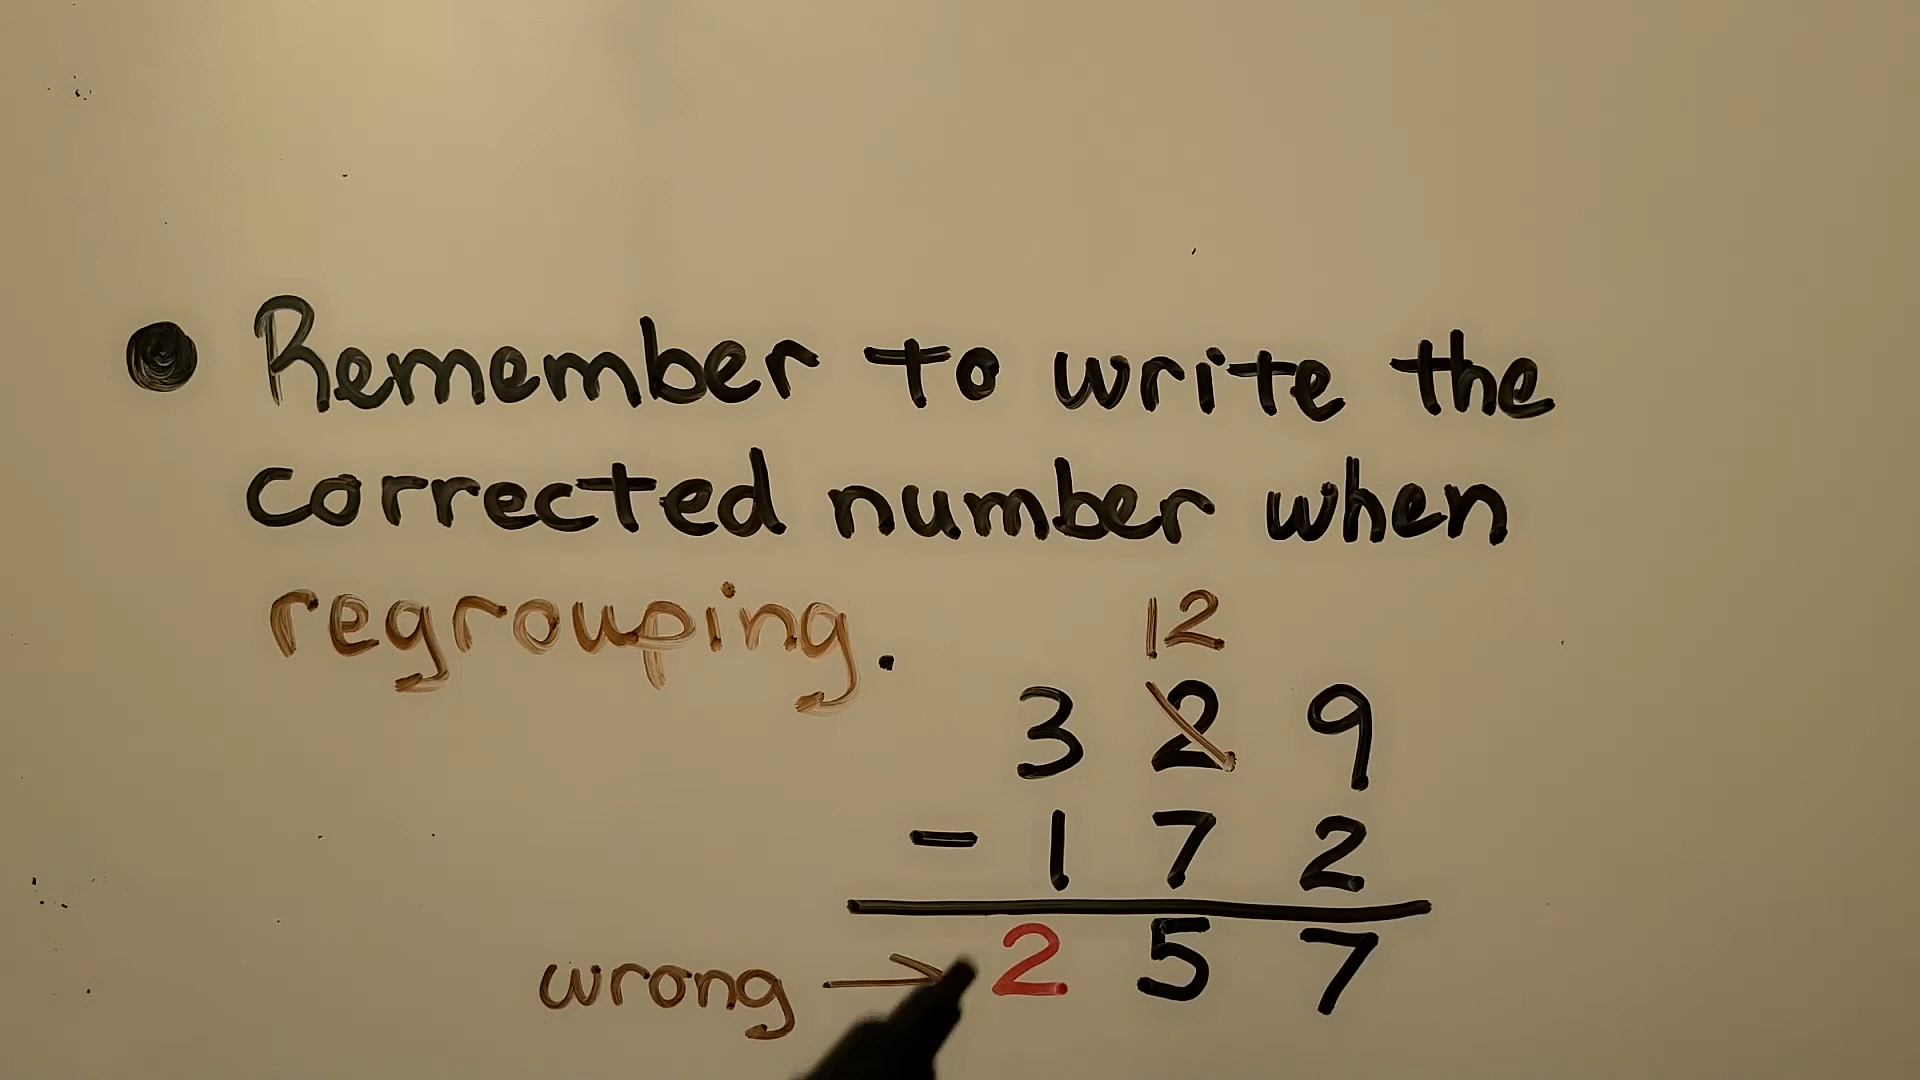 ● Remember to write the
corrected number when
regrouping.
12
3 2 9
- 1 7 2
wrong → 2 5 7